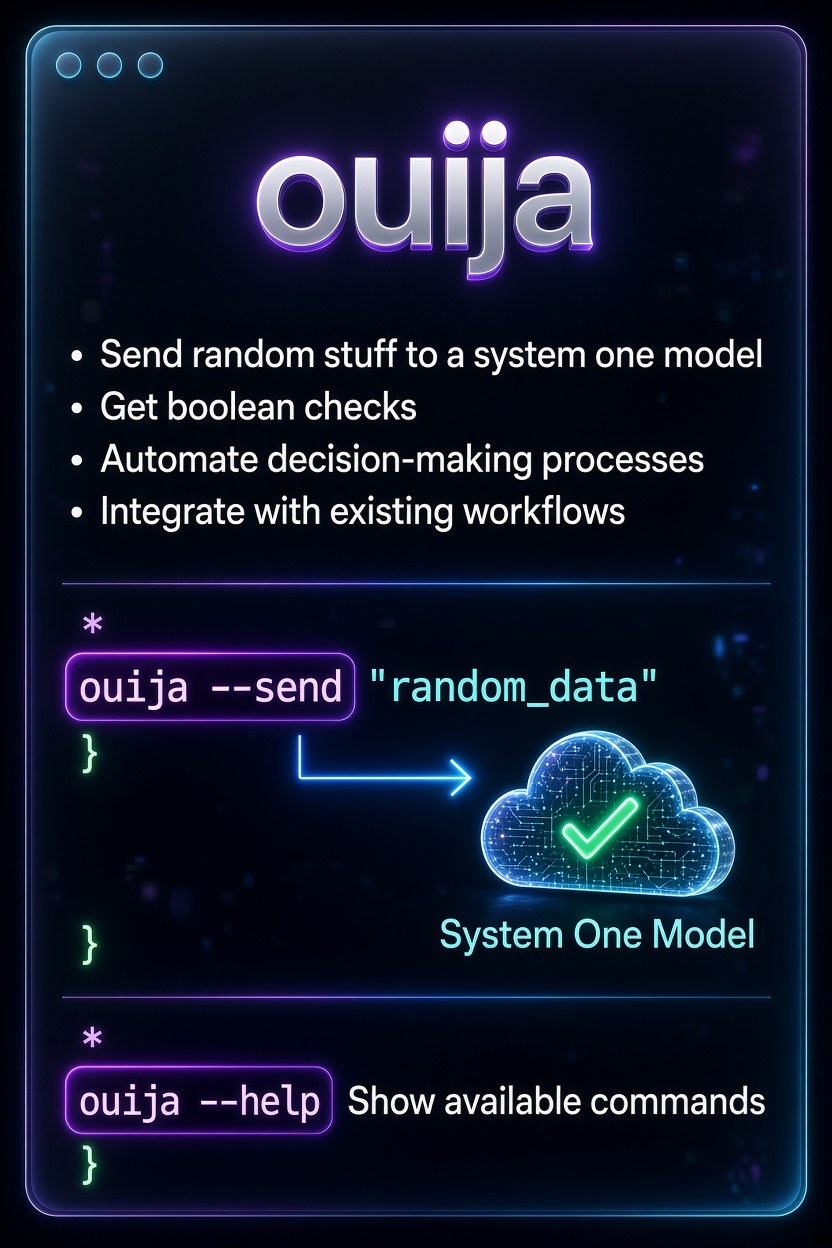 ouija
• Send random stuff to a system one model
• Get boolean checks
• Automate decision-making processes
• Integrate with existing workflows
*
ouija --send "random_data"
}
}
System One Model
*
ouija --help Show available commands
}